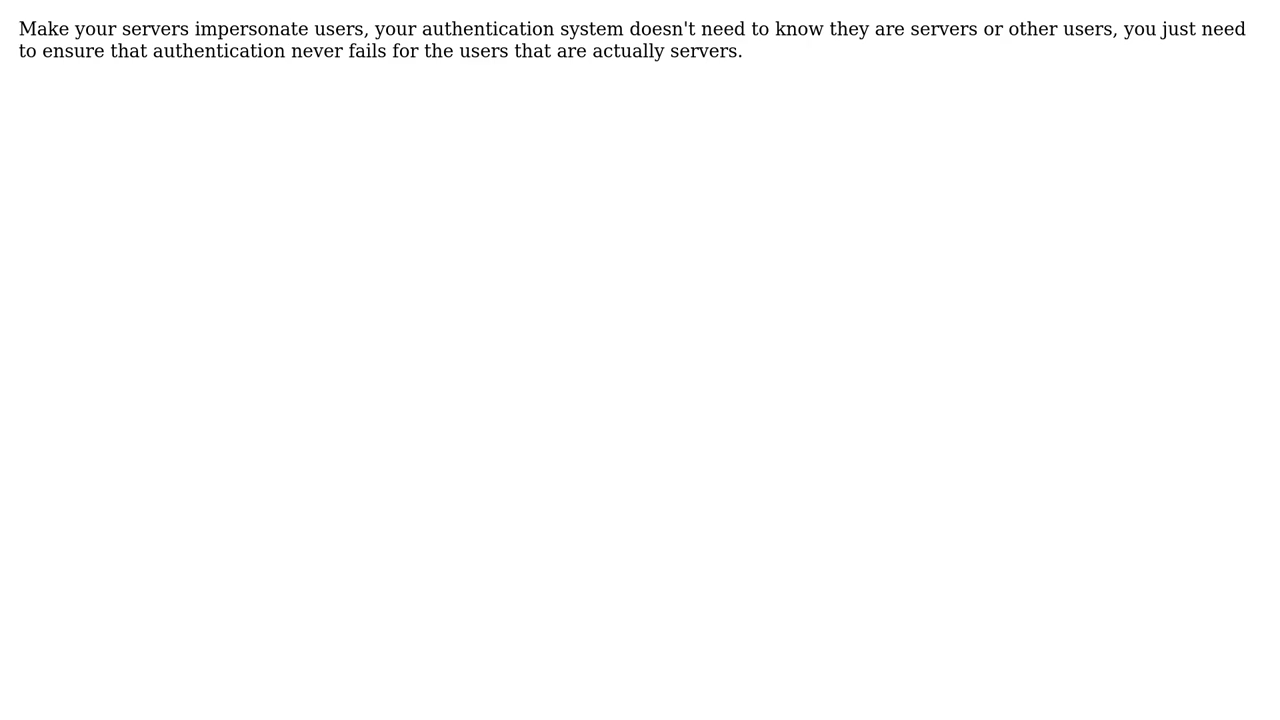 Make your servers impersonate users, your authentication system doesn't need to know they are servers or other users, you just need
to ensure that authentication never fails for the users that are actually servers.